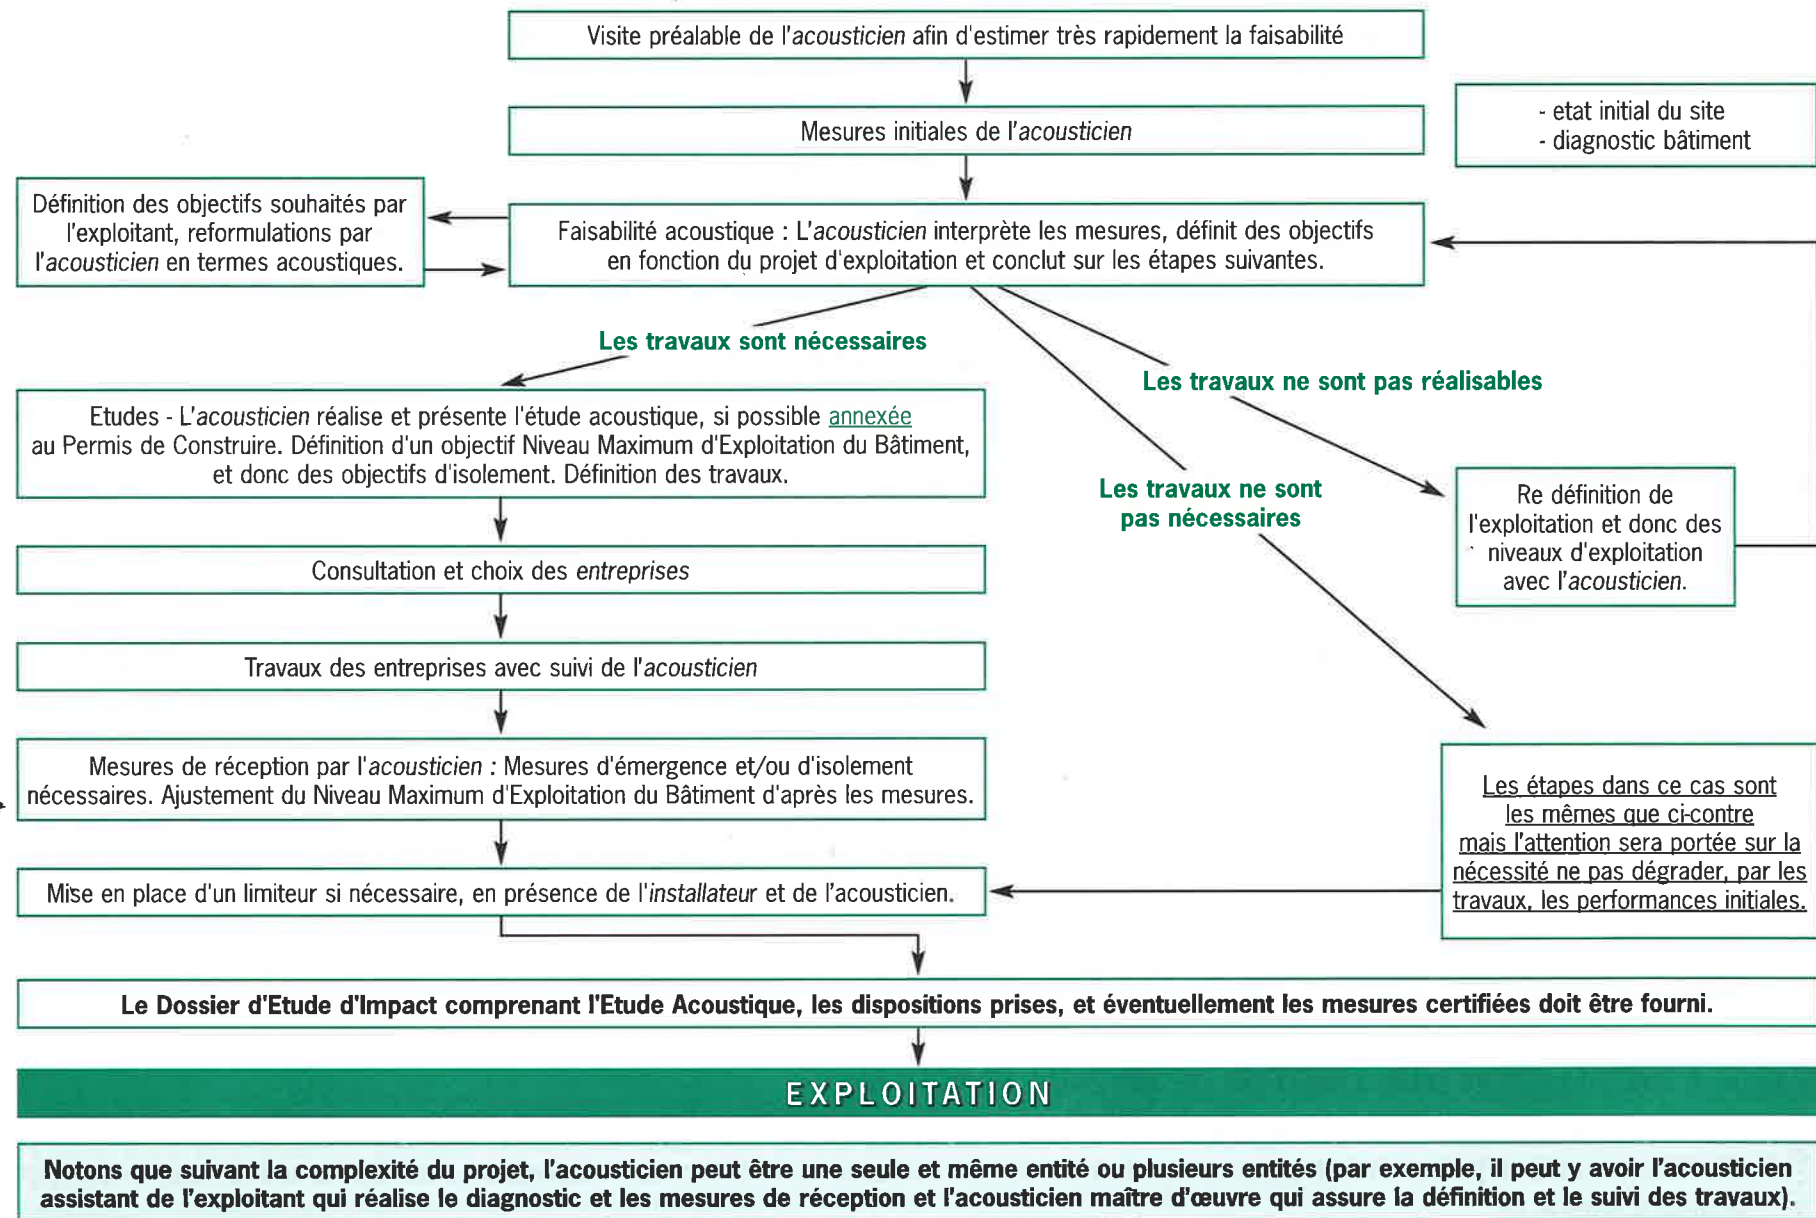 Visite préalable de l'acousticien afin d'estimer très rapidement la faisabilité
Mesures initiales de l'acousticien
- etat initial du site
- diagnostic bâtiment
Définition des objectifs souhaités par
l'exploitant, reformulations par
l'acousticien en termes acoustiques.
Faisabilité acoustique : L'acousticien interprète les mesures, définit des objectifs
en fonction du projet d'exploitation et conclut sur les étapes suivantes.
Les travaux sont nécessaires
Les travaux ne sont pas réalisables
Etudes - L'acousticien réalise et présente l'étude acoustique, si possible annexée
au Permis de Construire. Définition d'un objectif Niveau Maximum d'Exploitation du Bâtiment,
et donc des objectifs d'isolement. Définition des travaux.
Les travaux ne sont
pas nécessaires
Re définition de
l'exploitation et donc des
niveaux d'exploitation
avec l'acousticien.
Consultation et choix des entreprises
Travaux des entreprises avec suivi de l'acousticien
Mesures de réception par l'acousticien : Mesures d'émergence et/ou d'isolement
nécessaires. Ajustement du Niveau Maximum d'Exploitation du Bâtiment d'après les mesures.
Les étapes dans ce cas sont
les mêmes que ci-contre
mais l'attention sera portée sur la
nécessité ne pas dégrader, par les
travaux, les performances initiales.
Mise en place d'un limiteur si nécessaire, en présence de l'installateur et de l'acousticien.
Le Dossier d'Etude d'Impact comprenant l'Etude Acoustique, les dispositions prises, et éventuellement les mesures certifiées doit être fourni.
EXPLOITATION
Notons que suivant la complexité du projet, l'acousticien peut être une seule et même entité ou plusieurs entités (par exemple, il peut y avoir l'acousticien
assistant de l'exploitant qui réalise le diagnostic et les mesures de réception et l'acousticien maître d'œuvre qui assure la définition et le suivi des travaux).